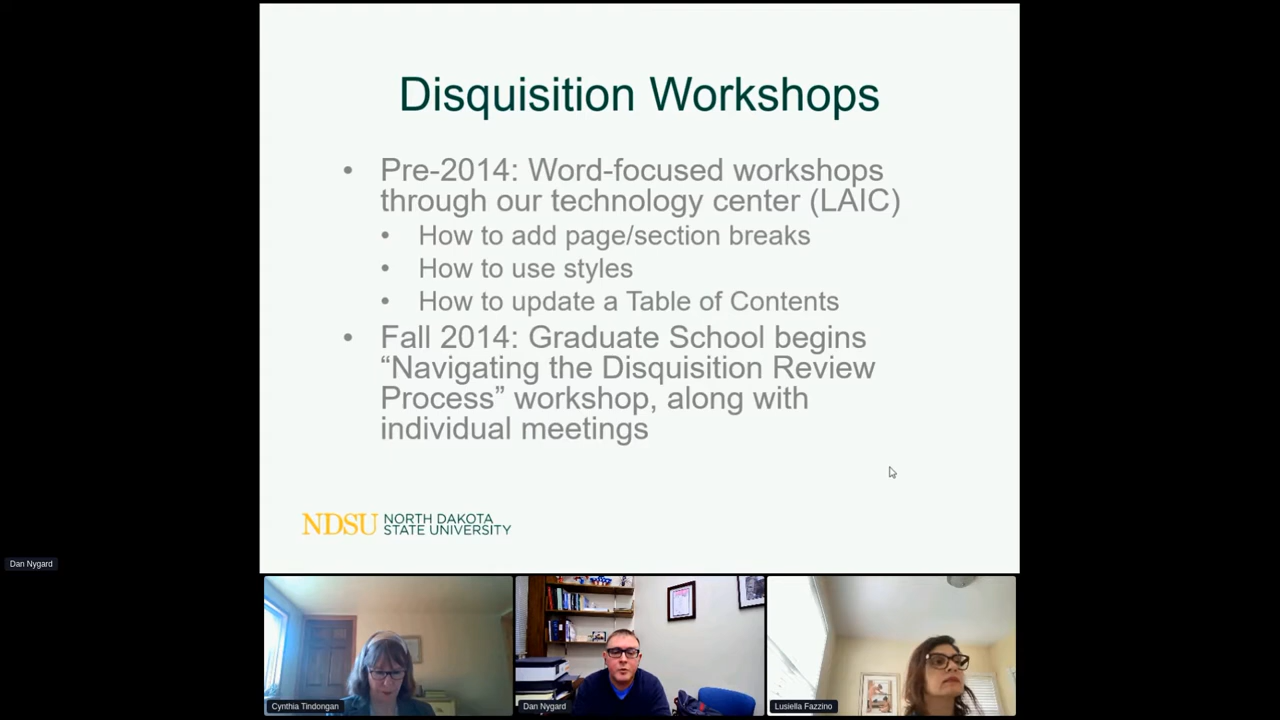 Disquisition Workshops
• Pre-2014: Word-focused workshops
through our technology center (LAIC)
• How to add page/section breaks
• How to use styles
• How to update a Table of Contents
• Fall 2014: Graduate School begins
“Navigating the Disquisition Review
Process” workshop, along with
individual meetings
NDSU NORTH DAKOTA
STATE UNIVERSITY
Dan Nygard
Cynthia Tindongan
Dan Nygard
Lusiella Fazzino